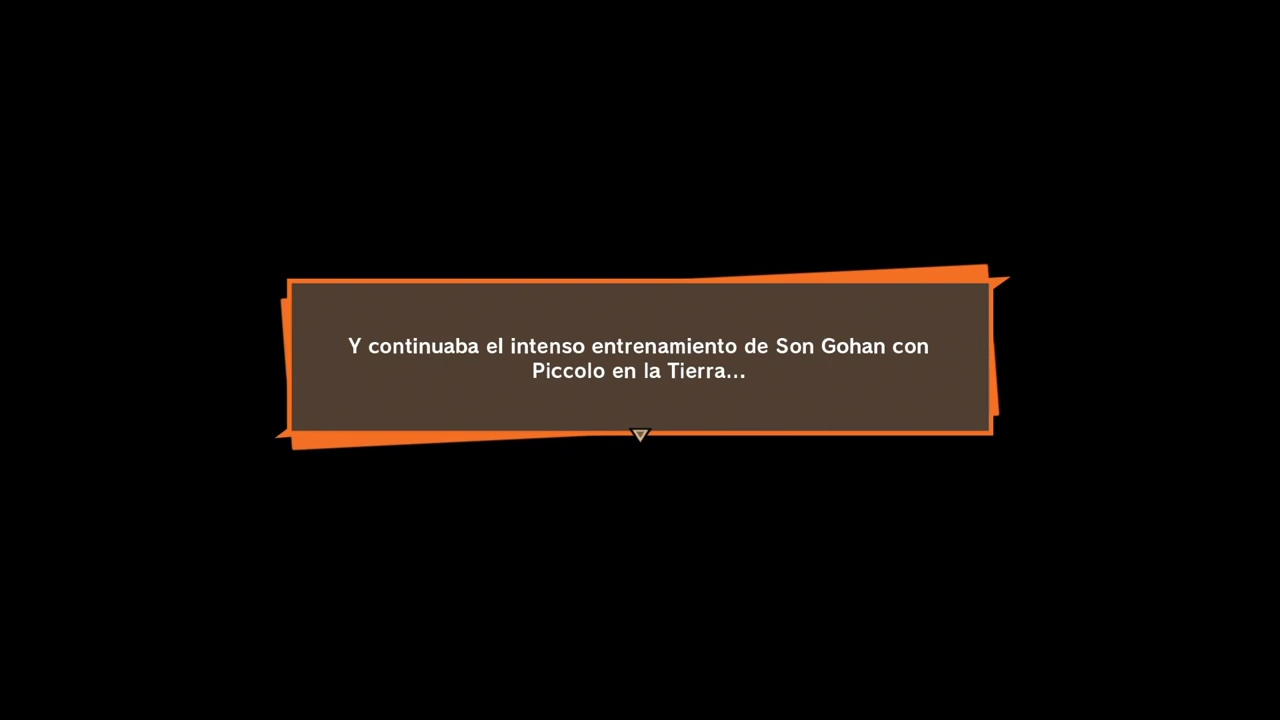 Y continuaba el intenso entrenamiento de Son Gohan con
Piccolo en la Tierra...